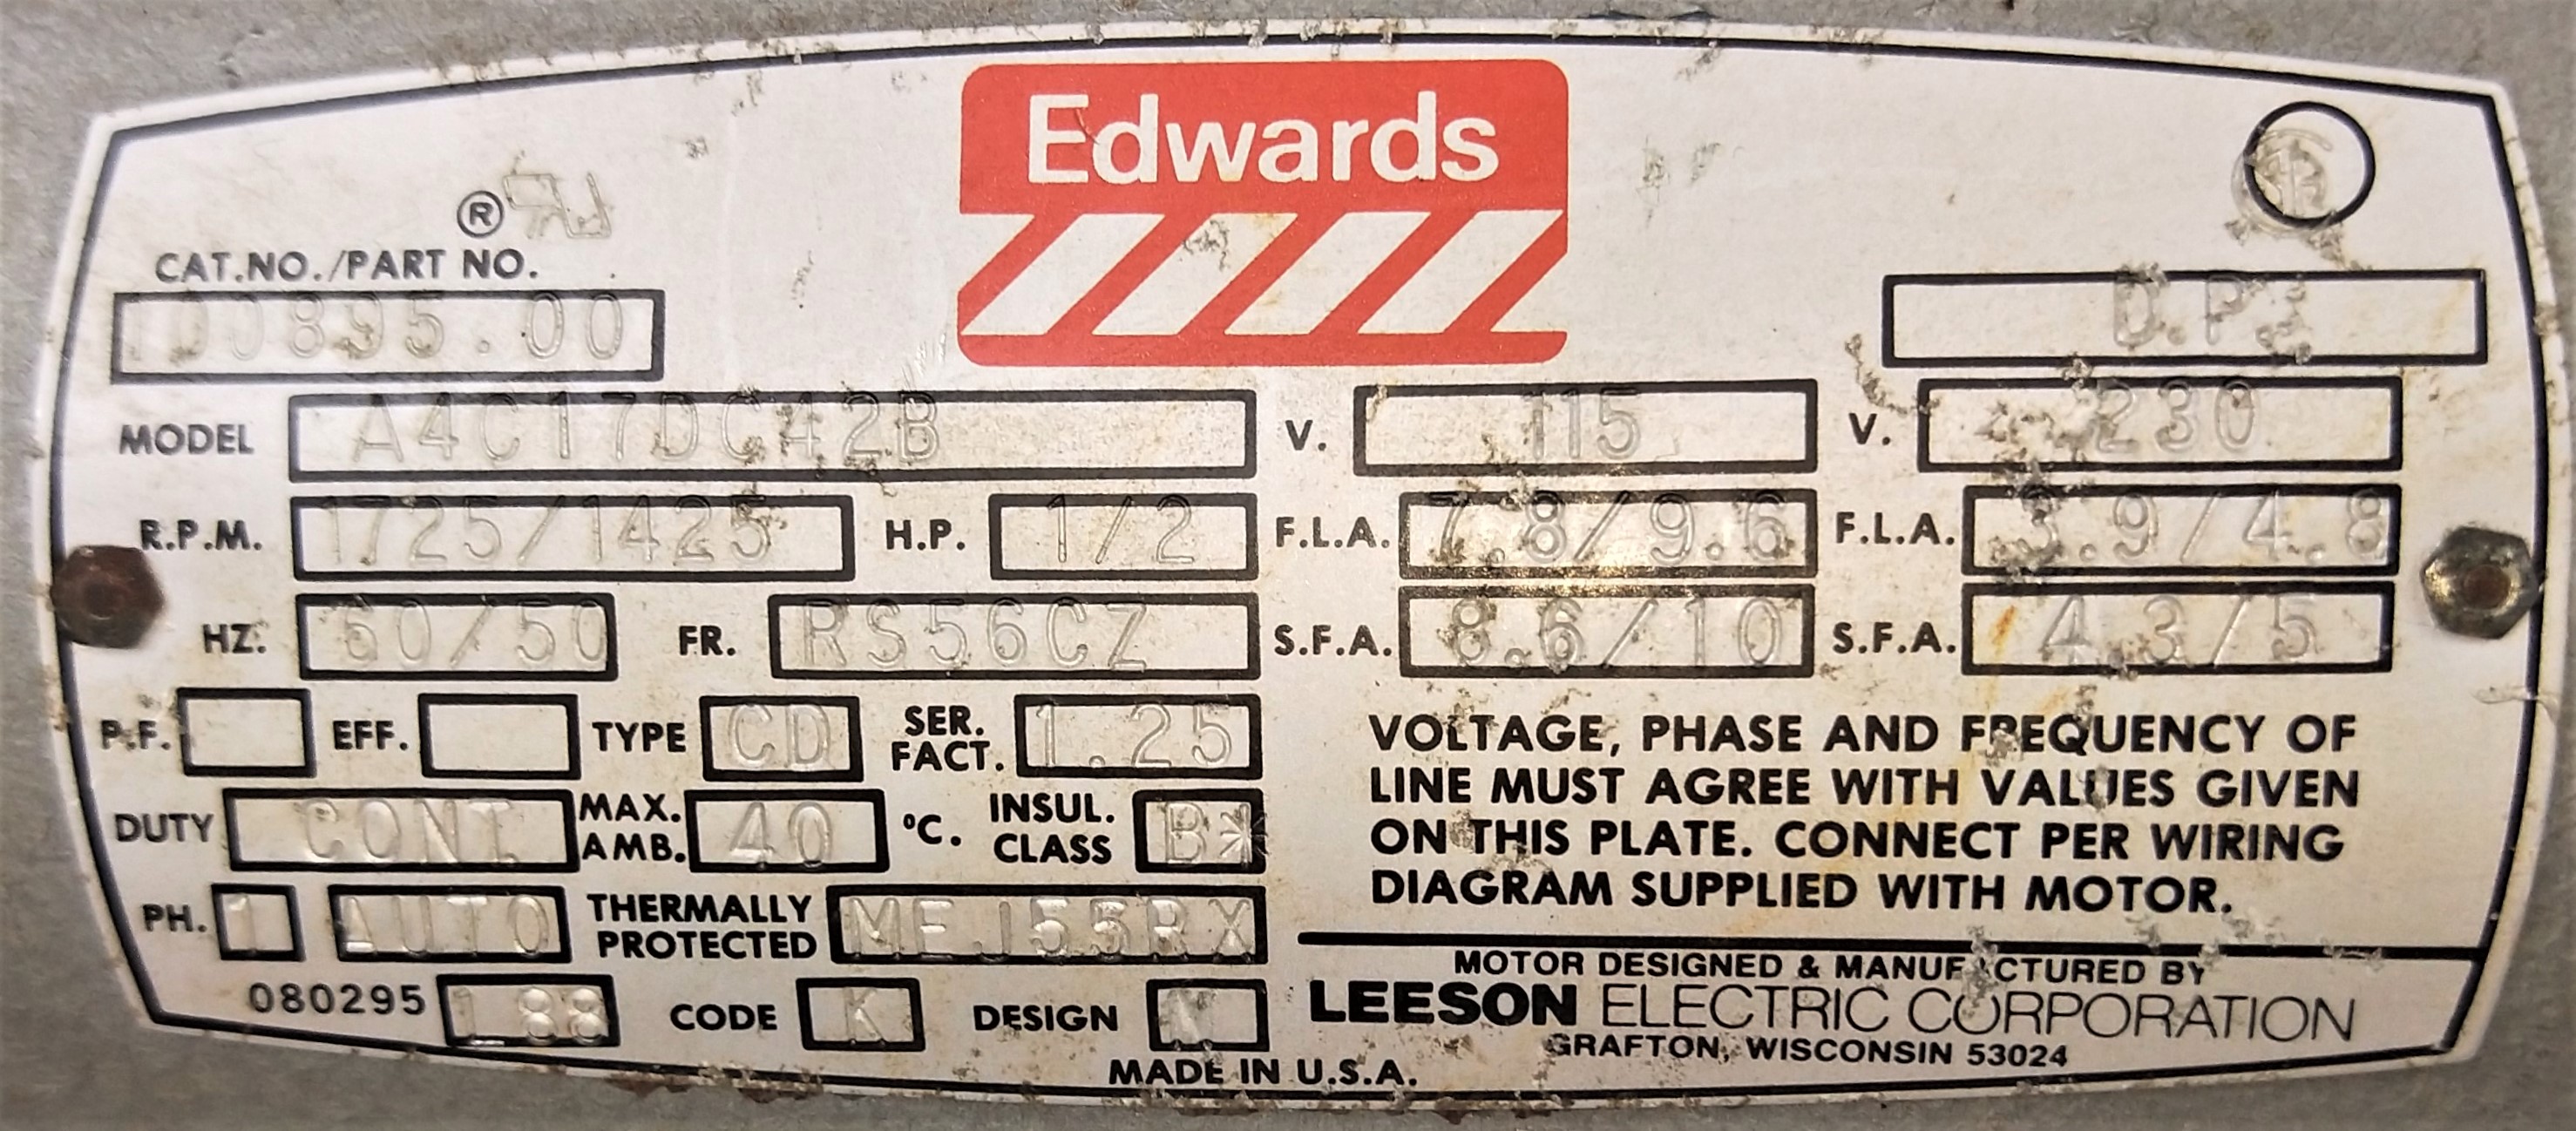 Edwards
®
CAT.NO./PART NO.
100895.00
D.P.
MODEL A4C17DC42B V. 115 V. 230
R.P.M. 1725/1425 H.P. 1/2 F.L.A. 7.8/9.6 F.L.A. 3.9/4.8
HZ. 60/50 FR. RS56CZ S.F.A. 8.6/10 S.F.A. 4.3/5
P.F. EFF. TYPE CD SER. FACT. 1.25
DUTY CONT MAX. AMB. 40 °C. INSUL. CLASS B*
PH. 1 AUTO THERMALLY PROTECTED MEJ55RX
080295 1 88 CODE K DESIGN N
MADE IN U.S.A.
VOLTAGE, PHASE AND FREQUENCY OF
LINE MUST AGREE WITH VALUES GIVEN
ON THIS PLATE. CONNECT PER WIRING
DIAGRAM SUPPLIED WITH MOTOR.
MOTOR DESIGNED & MANUFACTURED BY
LEESON ELECTRIC CORPORATION
GRAFTON, WISCONSIN 53024